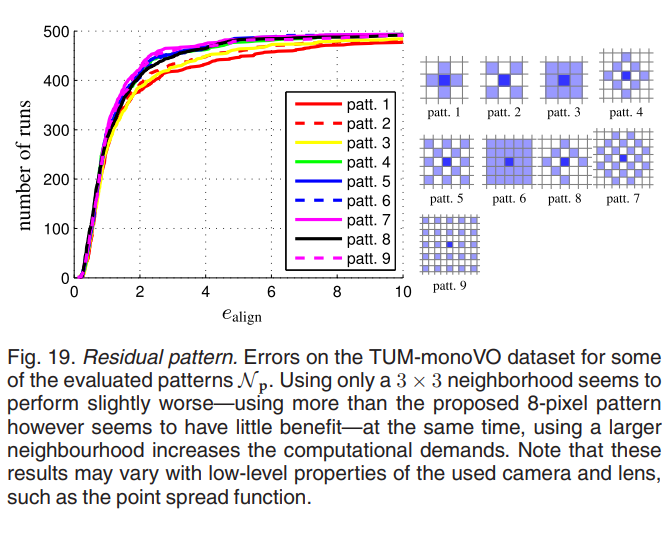 500
400
300
200
100
0
number of runs
0 2 4 6 8 10
e_align
patt. 1
patt. 2
patt. 3
patt. 4
patt. 5
patt. 6
patt. 7
patt. 8
patt. 9
patt. 1 patt. 2 patt. 3 patt. 4
patt. 5 patt. 6 patt. 8 patt. 7
patt. 9
Fig. 19. Residual pattern. Errors on the TUM-monoVO dataset for some
of the evaluated patterns 𝒩_p. Using only a 3 × 3 neighborhood seems to
perform slightly worse—using more than the proposed 8-pixel pattern
however seems to have little benefit—at the same time, using a larger
neighbourhood increases the computational demands. Note that these
results may vary with low-level properties of the used camera and lens,
such as the point spread function.